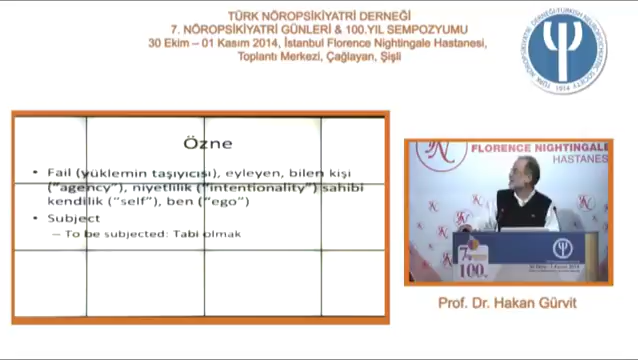 TÜRK NÖROPSİKİYATRİ DERNEĞİ
7. NÖROPSİKİYATRİ GÜNLERİ & 100.YIL SEMPOZYUMU
30 Ekim – 01 Kasım 2014, İstanbul Florence Nightingale Hastanesi,
Toplantı Merkezi, Çağlayan, Şişli
Özne
• Fail (yüklemin taşıyıcısı), eyleyen, bilen kişi
("agency"), niyetlilik ("intentionality") sahibi
kendilik ("self"), ben ("ego")
• Subject
– To be subjected: Tabi olmak
FLORENCE NIGHTINGALE
HASTANESİ
100.
Prof. Dr. Hakan Gürvit